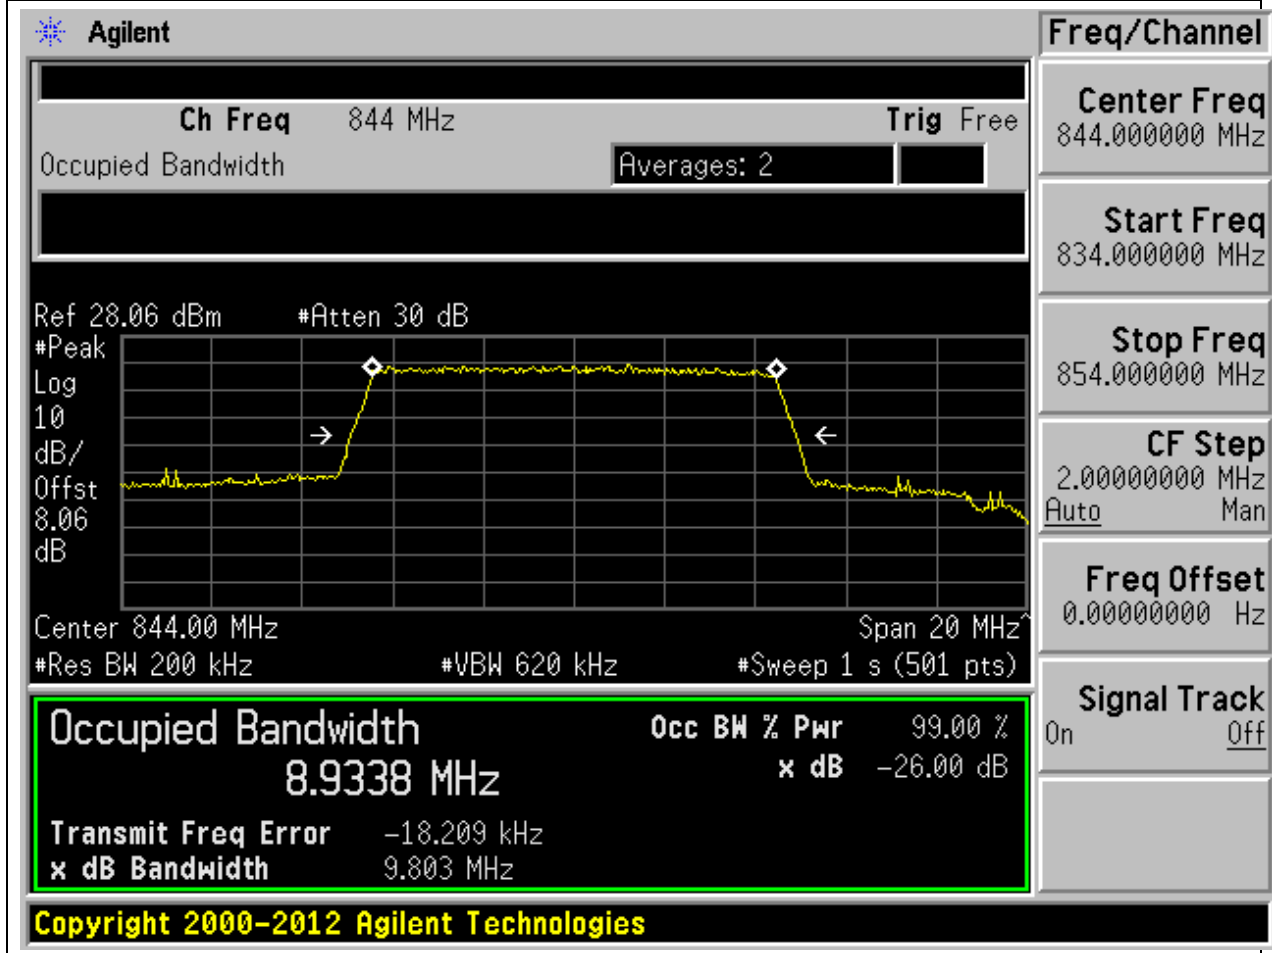 Agilent
Freq/Channel
Ch Freq 844 MHz Trig Free
Occupied Bandwidth Averages: 2
Center Freq
844.000000 MHz
Start Freq
834.000000 MHz
Stop Freq
854.000000 MHz
CF Step
2.00000000 MHz
Auto Man
Freq Offset
0.00000000 Hz
Signal Track
On Off
Ref 28.06 dBm #Atten 30 dB
#Peak
Log
10
dB/
Offst
8.06
dB
Center 844.00 MHz Span 20 MHz^
#Res BW 200 kHz #VBW 620 kHz #Sweep 1 s (501 pts)
Occupied Bandwidth
8.9338 MHz
Occ BW % Pwr 99.00 %
x dB -26.00 dB
Transmit Freq Error -18.209 kHz
x dB Bandwidth 9.803 MHz
Copyright 2000-2012 Agilent Technologies